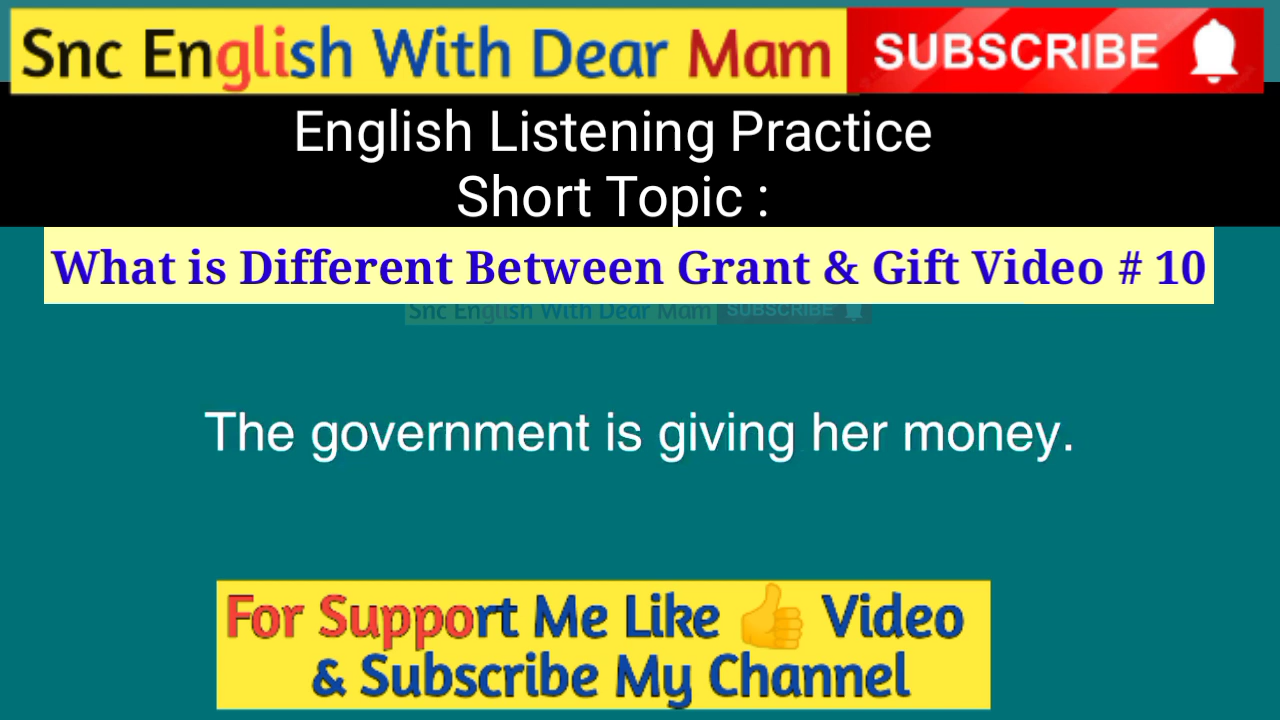 Snc English With Dear Mam SUBSCRIBE
English Listening Practice
Short Topic :
What is Different Between Grant & Gift Video # 10
Snc English With Dear Mam SUBSCRIBE
The government is giving her money.
For Support Me Like 👍 Video
& Subscribe My Channel